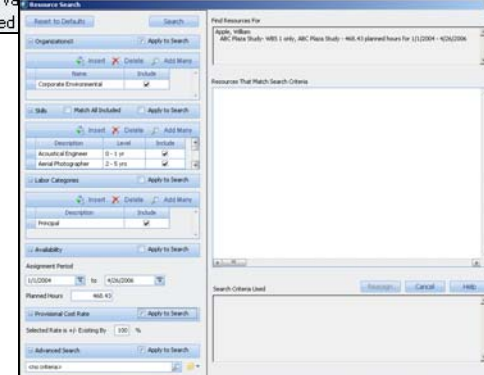 ed
Resource Search
Reset to Defaults
Search
Organizations
Apply to Search
Insert Delete Add Many
Name Include
Corporate Environmental
Skills Match All Included Apply to Search
Insert Delete Add Many
Description Level Include
Acoustical Engineer 0 - 1 yr
Aerial Photographer 2 - 5 yrs
Labor Categories Apply to Search
Insert Delete Add Many
Description Include
Principal
Availability Apply to Search
Assignment Period
1/1/2004 to 4/26/2006
Planned Hours 468.43
Provisional Cost Rate Apply to Search
Selected Rate is +/- Existing By 100 %
Advanced Search Apply to Search
<no criteria>
Find Resources For
Apple, William
ABC Plaza Study- WBS 1 only, ABC Plaza Study - 468.43 planned hours for 1/1/2004 - 4/26/2006
Resources That Match Search Criteria
Search Criteria Used
Reassign Cancel Help